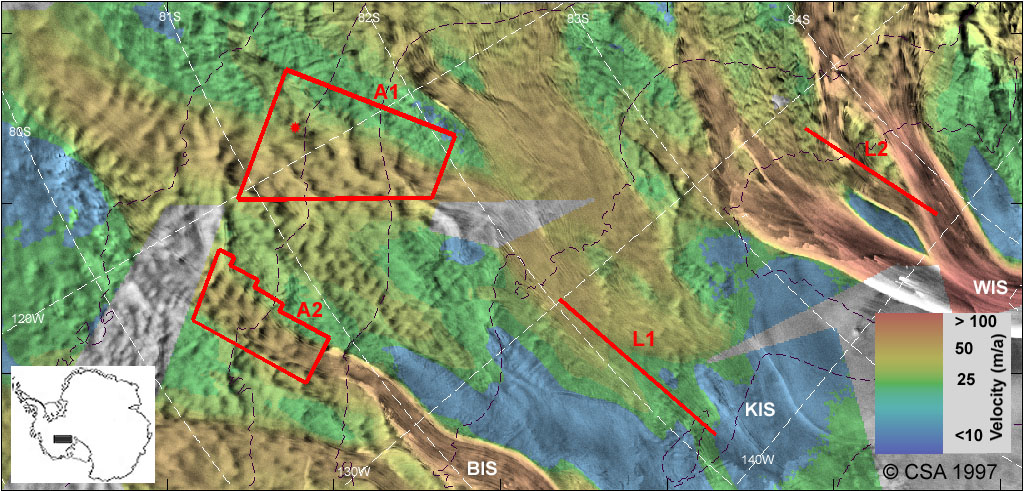 81S
82S
83S
84S
A1
80S
L2
A2
WIS
120W
L1
> 100
50
25
<10
Velocity (m/a)
KIS
140W
130W
BIS
© CSA 1997